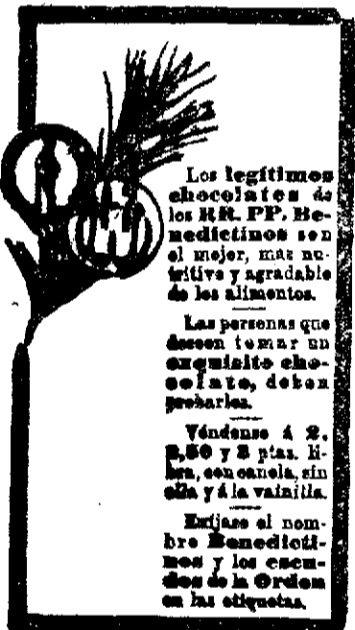 Los legítimos
chocolates de
los RR. PP. Be-
nedictinos son
el mejor, más nu-
tritivo y agradable
de los alimentos.
Las personas que
deseen tomar un
exquisito cho-
colate, deben
probarlos.
Véndense á 2,
2,50 y 3 ptas. li-
bra, con canela, sin
ella y á la vainilla.
Exíjase el nom-
bre Benedicti-
nos y los escu-
dos de la Orden
en las etiquetas.